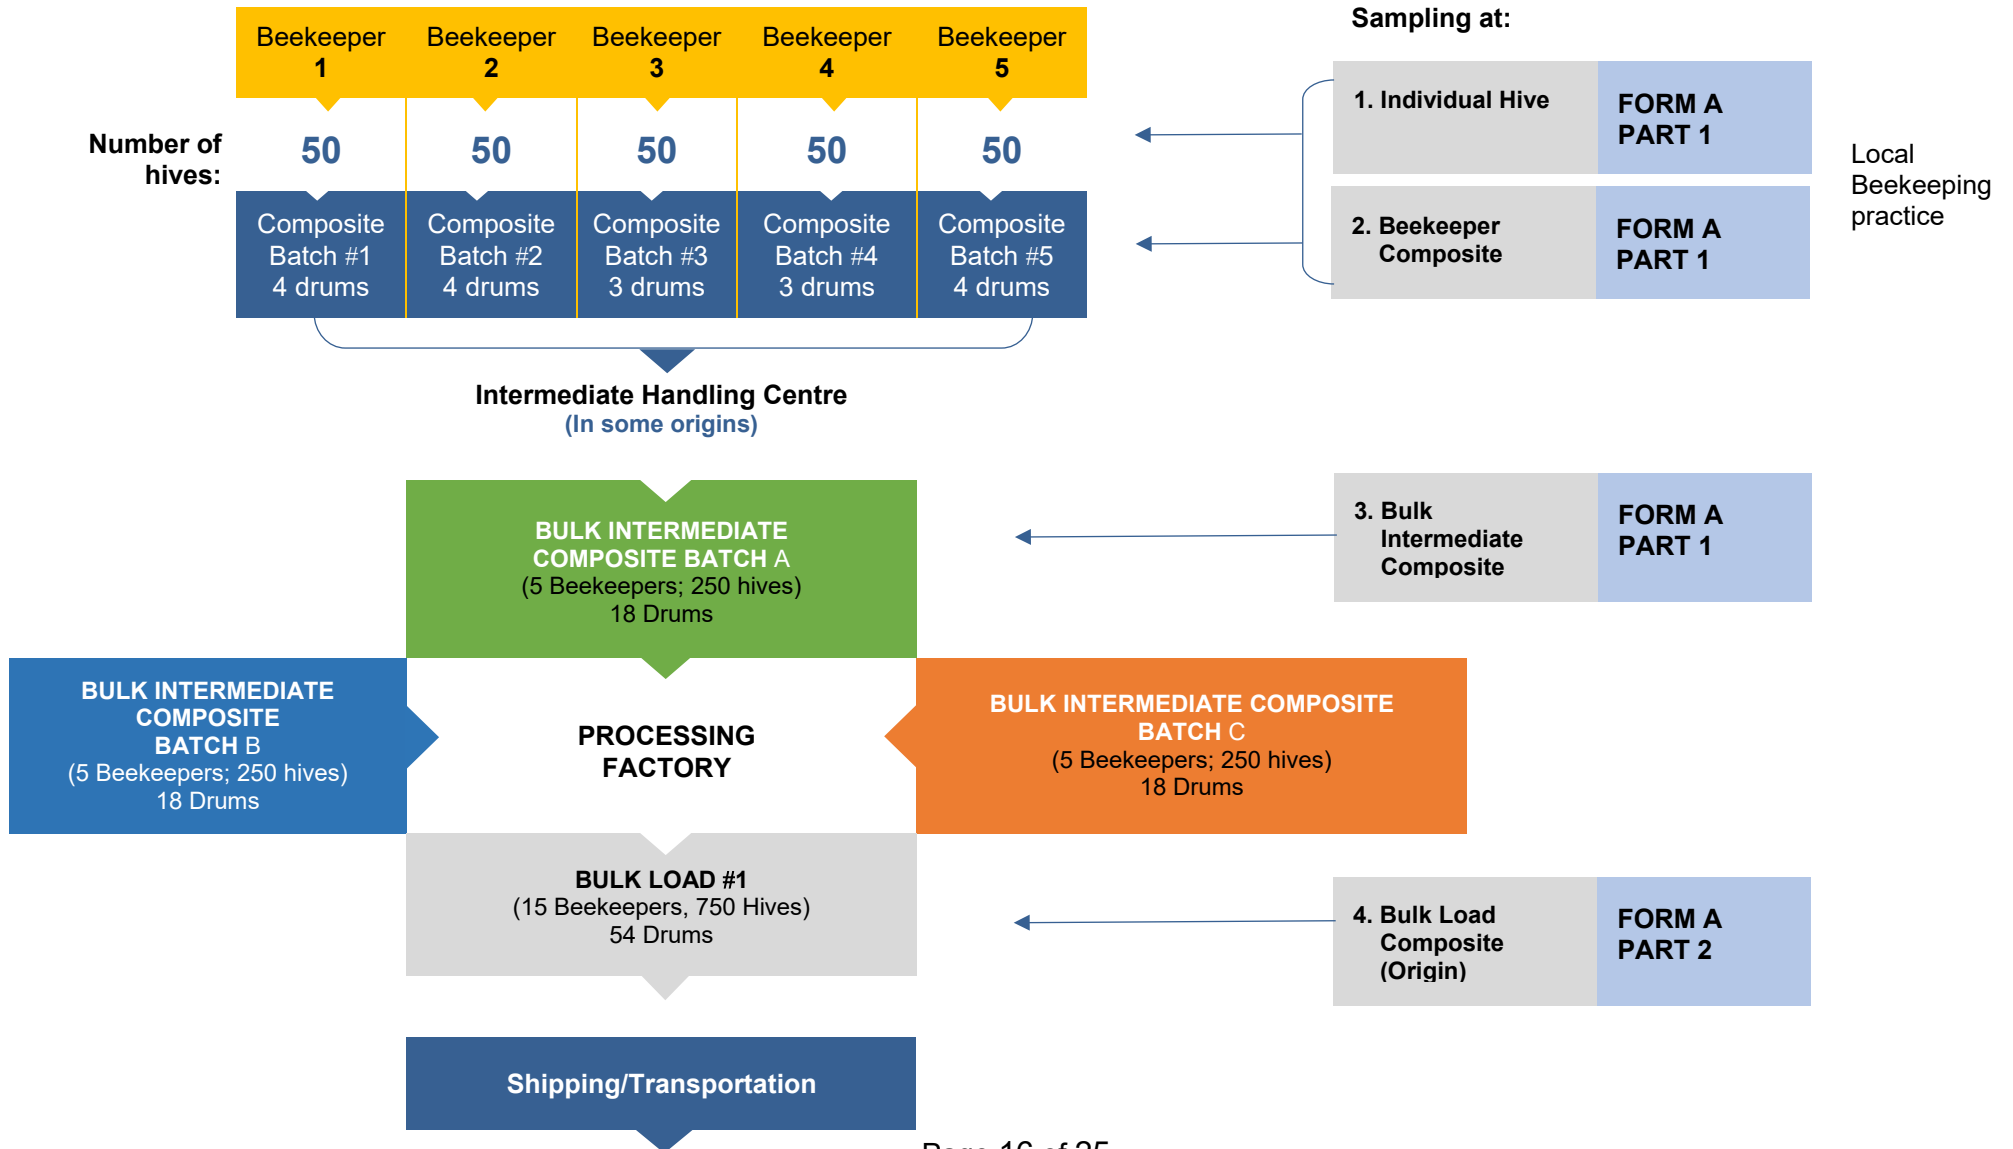 Sampling at:
Beekeeper
1
Beekeeper
2
Beekeeper
3
Beekeeper
4
Beekeeper
5
Number of
hives:
50
50
50
50
50
Composite
Batch #1
4 drums
Composite
Batch #2
4 drums
Composite
Batch #3
3 drums
Composite
Batch #4
3 drums
Composite
Batch #5
4 drums
1. Individual Hive
FORM A
PART 1
2. Beekeeper
Composite
FORM A
PART 1
Local
Beekeeping
practice
Intermediate Handling Centre
(In some origins)
BULK INTERMEDIATE
COMPOSITE BATCH A
(5 Beekeepers; 250 hives)
18 Drums
3. Bulk
Intermediate
Composite
FORM A
PART 1
BULK INTERMEDIATE
COMPOSITE
BATCH B
(5 Beekeepers; 250 hives)
18 Drums
PROCESSING
FACTORY
BULK INTERMEDIATE COMPOSITE
BATCH C
(5 Beekeepers; 250 hives)
18 Drums
BULK LOAD #1
(15 Beekeepers, 750 Hives)
54 Drums
4. Bulk Load
Composite
(Origin)
FORM A
PART 2
Shipping/Transportation
Page 16 of 25